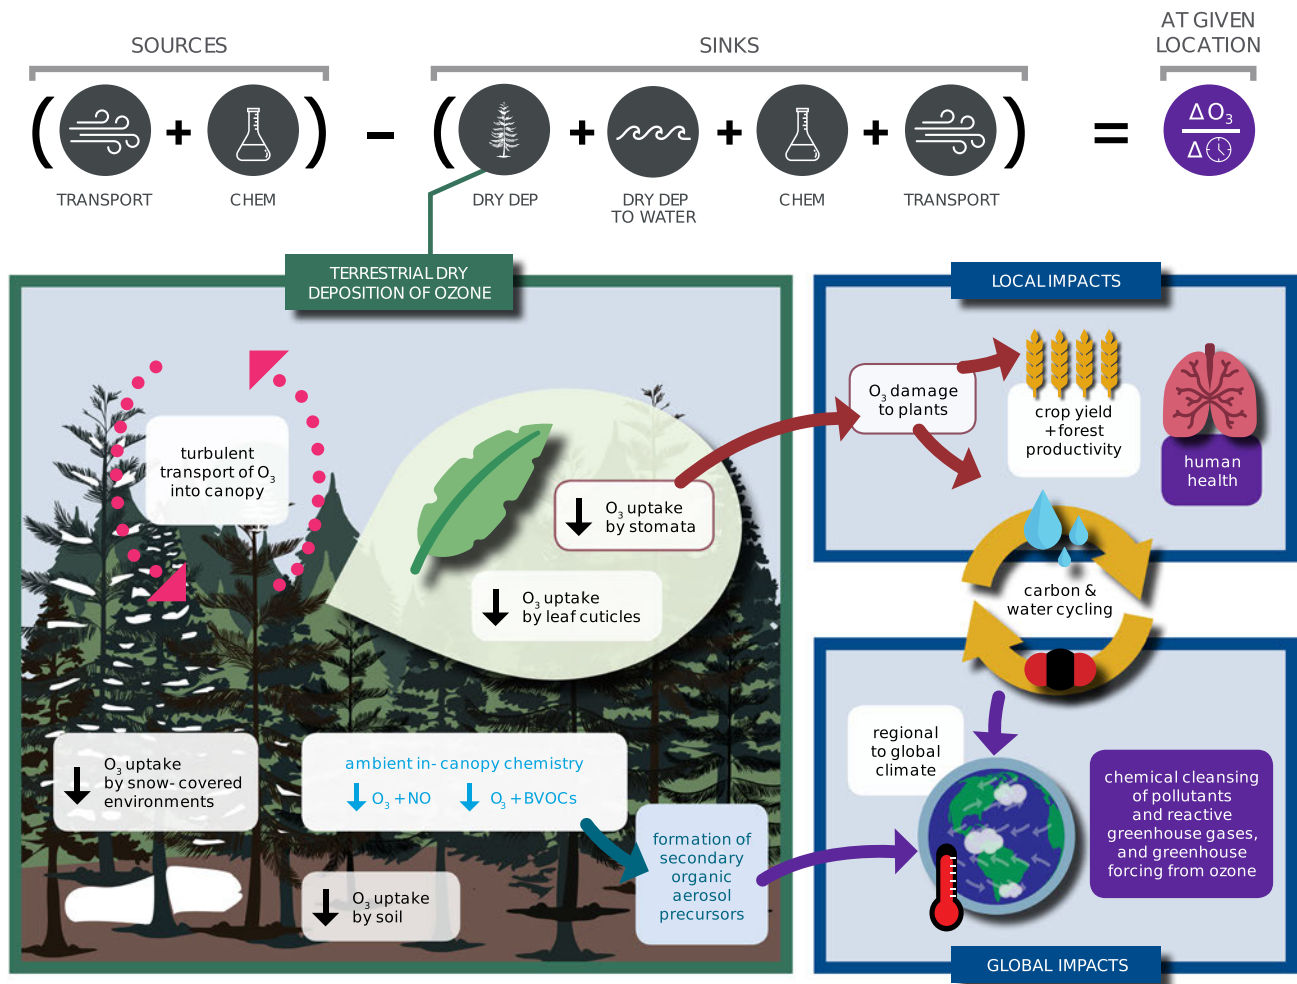 SOURCES
SINKS
AT GIVEN
LOCATION
( + ) - ( + + + ) =
Δ O₃
Δ
TRANSPORT
CHEM
DRY DEP
DRY DEP
TO WATER
CHEM
TRANSPORT
TERRESTRIAL DRY
DEPOSITION OF OZONE
turbulent
transport of O₃
into canopy
O₃ uptake
by stomata
O₃ uptake
by leaf cuticles
O₃ uptake
by snow-covered
environments
ambient in-canopy chemistry
O₃ + NO
O₃ + BVOCs
O₃ uptake
by soil
formation of
secondary
organic
aerosol
precursors
LOCAL IMPACTS
O₃ damage
to plants
crop yield
+ forest
productivity
human
health
carbon &
water cycling
regional
to global
climate
chemical cleansing
of pollutants
and reactive
greenhouse gases,
and greenhouse
forcing from ozone
GLOBAL IMPACTS